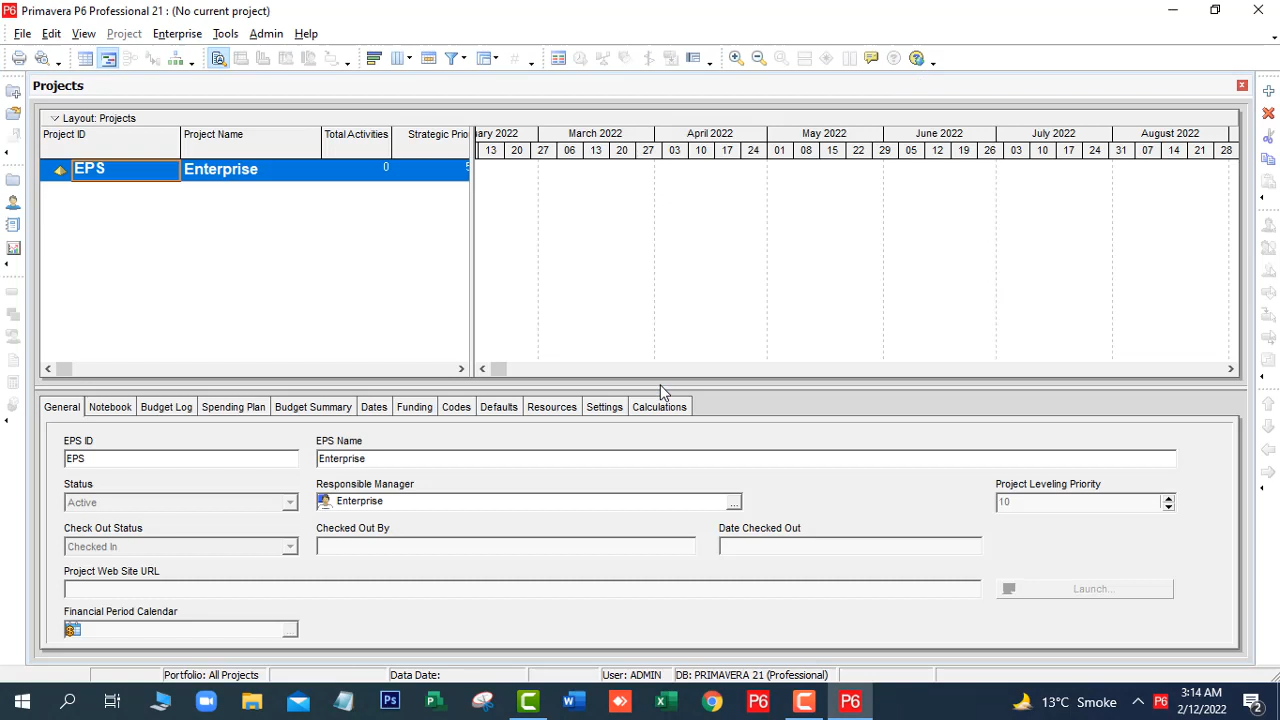 P6 Primavera P6 Professional 21 : (No current project)
File Edit View Project Enterprise Tools Admin Help
Projects
Layout: Projects
Project ID Project Name Total Activities Strategic Prio
March 2022 April 2022 May 2022 June 2022 July 2022 August 2022
13 20 27 06 13 20 27 03 10 17 24 01 08 15 22 29 05 12 19 26 03 10 17 24 31 07 14 21 28
EPS Enterprise 0
General Notebook Budget Log Spending Plan Budget Summary Dates Funding Codes Defaults Resources Settings Calculations
EPS ID EPS Name
EPS Enterprise
Status Responsible Manager Project Leveling Priority
Active Enterprise ... 10
Check Out Status Checked Out By Date Checked Out
Checked In
Project Web Site URL
Launch...
Financial Period Calendar
...
Portfolio: All Projects Data Date: User: ADMIN DB: PRIMAVERA 21 (Professional)
Ps P W X P6 C P6 13°C Smoke P6 3:14 AM
2/12/2022 2